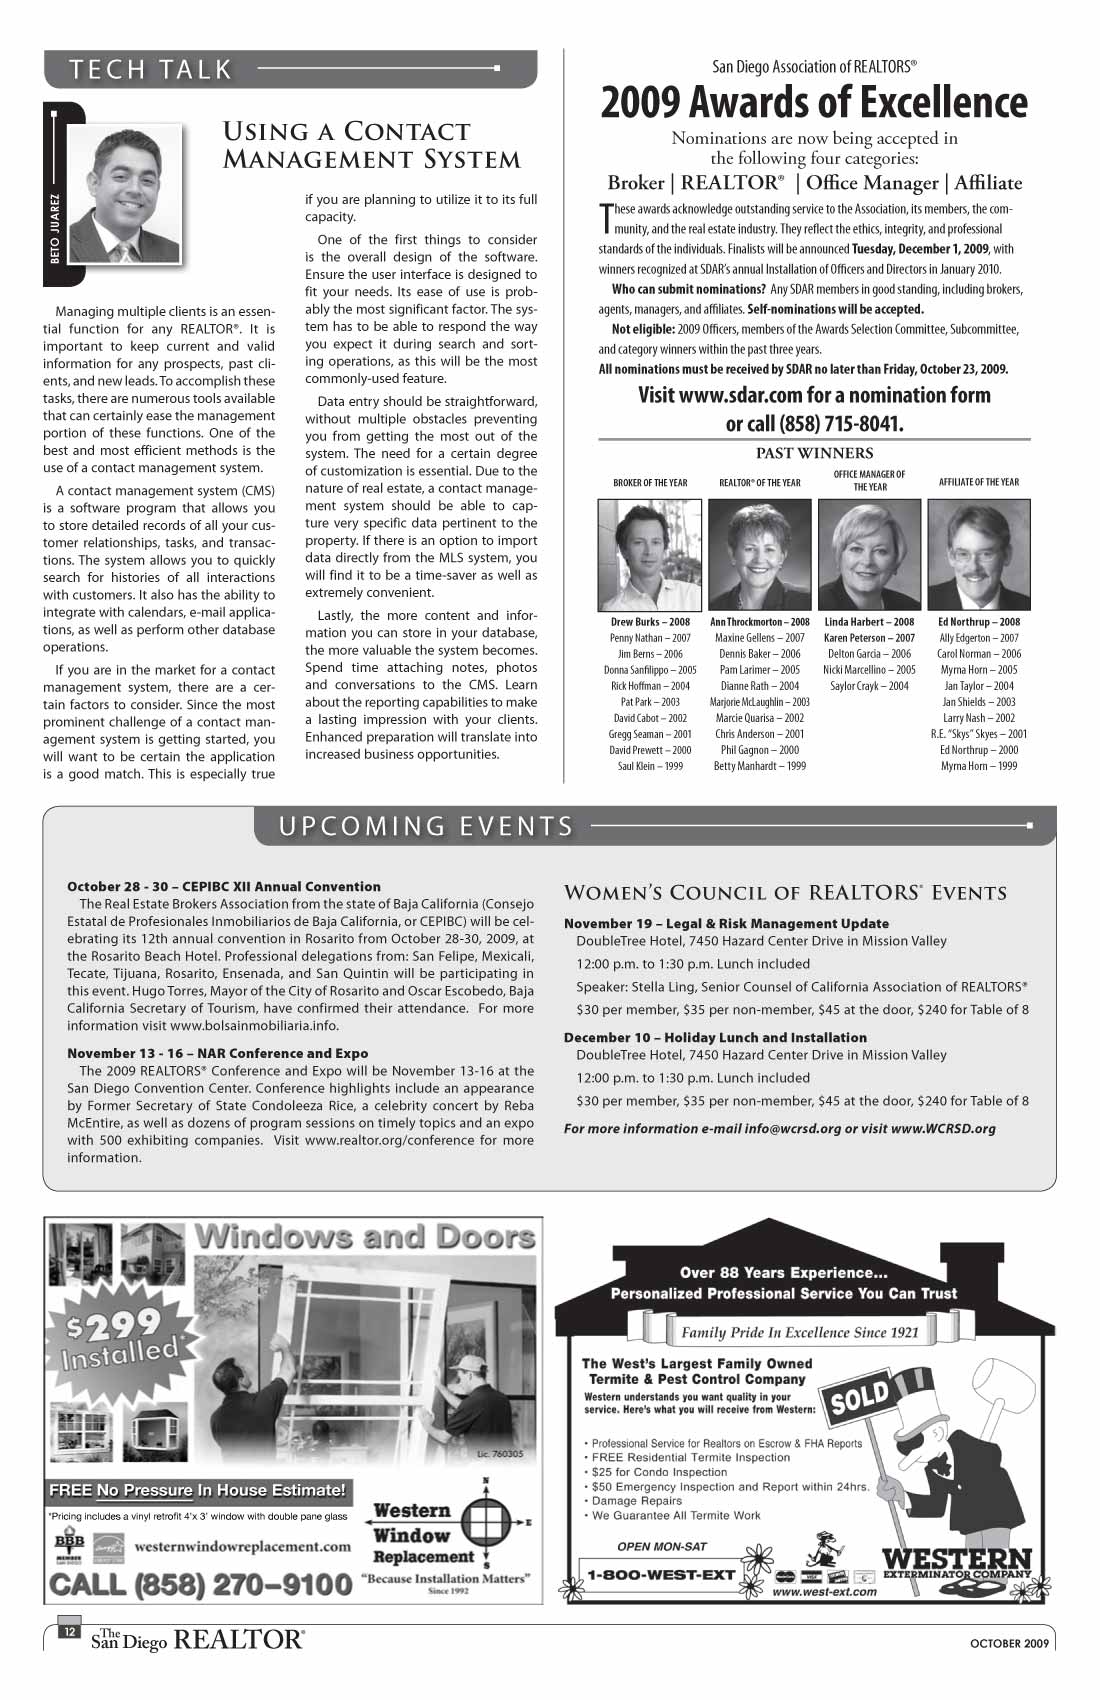 TECH TALK
BETO JUAREZ
USING A CONTACT
MANAGEMENT SYSTEM
Managing multiple clients is an essen-
tial function for any REALTOR®. It is
important to keep current and valid
information for any prospects, past cli-
ents, and new leads. To accomplish these
tasks, there are numerous tools available
that can certainly ease the management
portion of these functions. One of the
best and most efficient methods is the
use of a contact management system.
A contact management system (CMS)
is a software program that allows you
to store detailed records of all your cus-
tomer relationships, tasks, and transac-
tions. The system allows you to quickly
search for histories of all interactions
with customers. It also has the ability to
integrate with calendars, e-mail applica-
tions, as well as perform other database
operations.
If you are in the market for a contact
management system, there are a cer-
tain factors to consider. Since the most
prominent challenge of a contact man-
agement system is getting started, you
will want to be certain the application
is a good match. This is especially true
if you are planning to utilize it to its full
capacity.
One of the first things to consider
is the overall design of the software.
Ensure the user interface is designed to
fit your needs. Its ease of use is prob-
ably the most significant factor. The sys-
tem has to be able to respond the way
you expect it during search and sort-
ing operations, as this will be the most
commonly-used feature.
Data entry should be straightforward,
without multiple obstacles preventing
you from getting the most out of the
system. The need for a certain degree
of customization is essential. Due to the
nature of real estate, a contact manage-
ment system should be able to cap-
ture very specific data pertinent to the
property. If there is an option to import
data directly from the MLS system, you
will find it to be a time-saver as well as
extremely convenient.
Lastly, the more content and infor-
mation you can store in your database,
the more valuable the system becomes.
Spend time attaching notes, photos
and conversations to the CMS. Learn
about the reporting capabilities to make
a lasting impression with your clients.
Enhanced preparation will translate into
increased business opportunities.
San Diego Association of REALTORS®
2009 Awards of Excellence
Nominations are now being accepted in
the following four categories:
Broker | REALTOR® | Office Manager | Affiliate
These awards acknowledge outstanding service to the Association, its members, the com-
munity, and the real estate industry. They reflect the ethics, integrity, and professional
standards of the individuals. Finalists will be announced Tuesday, December 1, 2009, with
winners recognized at SDAR's annual Installation of Officers and Directors in January 2010.
Who can submit nominations? Any SDAR members in good standing, including brokers,
agents, managers, and affiliates. Self-nominations will be accepted.
Not eligible: 2009 Officers, members of the Awards Selection Committee, Subcommittee,
and category winners within the past three years.
All nominations must be received by SDAR no later than Friday, October 23, 2009.
Visit www.sdar.com for a nomination form
or call (858) 715-8041.
PAST WINNERS
BROKER OF THE YEAR
Drew Burks – 2008
Penny Nathan – 2007
Jim Berns – 2006
Donna Sanfilippo – 2005
Rick Hoffman – 2004
Pat Park – 2003
David Cabot – 2002
Gregg Seaman – 2001
David Prewett – 2000
Saul Klein – 1999
REALTOR® OF THE YEAR
Ann Throckmorton – 2008
Maxine Gellens – 2007
Dennis Baker – 2006
Pam Larimer – 2005
Dianne Rath – 2004
Marjorie McLaughlin – 2003
Marcie Quarisa – 2002
Chris Anderson – 2001
Phil Gagnon – 2000
Betty Manhardt – 1999
OFFICE MANAGER OF
THE YEAR
Linda Harbert – 2008
Karen Peterson – 2007
Delton Garcia – 2006
Nicki Marcellino – 2005
Saylor Crayk – 2004
AFFILIATE OF THE YEAR
Ed Northrup – 2008
Ally Edgerton – 2007
Carol Norman – 2006
Myrna Horn – 2005
Jan Taylor – 2004
Jan Shields – 2003
Larry Nash – 2002
R.E. "Skys" Skyes – 2001
Ed Northrup – 2000
Myrna Horn – 1999
UPCOMING EVENTS
October 28 - 30 – CEPIBC XII Annual Convention
The Real Estate Brokers Association from the state of Baja California (Consejo
Estatal de Profesionales Inmobiliarios de Baja California, or CEPIBC) will be cel-
ebrating its 12th annual convention in Rosarito from October 28-30, 2009, at
the Rosarito Beach Hotel. Professional delegations from: San Felipe, Mexicali,
Tecate, Tijuana, Rosarito, Ensenada, and San Quintin will be participating in
this event. Hugo Torres, Mayor of the City of Rosarito and Oscar Escobedo, Baja
California Secretary of Tourism, have confirmed their attendance. For more
information visit www.bolsainmobiliaria.info.
November 13 - 16 – NAR Conference and Expo
The 2009 REALTORS® Conference and Expo will be November 13-16 at the
San Diego Convention Center. Conference highlights include an appearance
by Former Secretary of State Condoleeza Rice, a celebrity concert by Reba
McEntire, as well as dozens of program sessions on timely topics and an expo
with 500 exhibiting companies. Visit www.realtor.org/conference for more
information.
WOMEN'S COUNCIL OF REALTORS® EVENTS
November 19 – Legal & Risk Management Update
DoubleTree Hotel, 7450 Hazard Center Drive in Mission Valley
12:00 p.m. to 1:30 p.m. Lunch included
Speaker: Stella Ling, Senior Counsel of California Association of REALTORS®
$30 per member, $35 per non-member, $45 at the door, $240 for Table of 8
December 10 – Holiday Lunch and Installation
DoubleTree Hotel, 7450 Hazard Center Drive in Mission Valley
12:00 p.m. to 1:30 p.m. Lunch included
$30 per member, $35 per non-member, $45 at the door, $240 for Table of 8
For more information e-mail info@wcrsd.org or visit www.WCRSD.org
Windows and Doors
$299
Installed*
Lic. 760305
FREE No Pressure In House Estimate!
*Pricing includes a vinyl retrofit 4'x 3' window with double pane glass
BBB
MEMBER
westernwindowreplacement.com
CALL (858) 270-9100
Western
Window
Replacement
N
E
S
"Because Installation Matters"
Since 1992
Over 88 Years Experience...
Personalized Professional Service You Can Trust
Family Pride In Excellence Since 1921
The West's Largest Family Owned
Termite & Pest Control Company
Western understands you want quality in your
service. Here's what you will receive from Western:
SOLD
• Professional Service for Realtors on Escrow & FHA Reports
• FREE Residential Termite Inspection
• $25 for Condo Inspection
• $50 Emergency Inspection and Report within 24hrs.
• Damage Repairs
• We Guarantee All Termite Work
OPEN MON-SAT
1-800-WEST-EXT
www.west-ext.com
WESTERN
EXTERMINATOR COMPANY
12
The San Diego REALTOR®
OCTOBER 2009